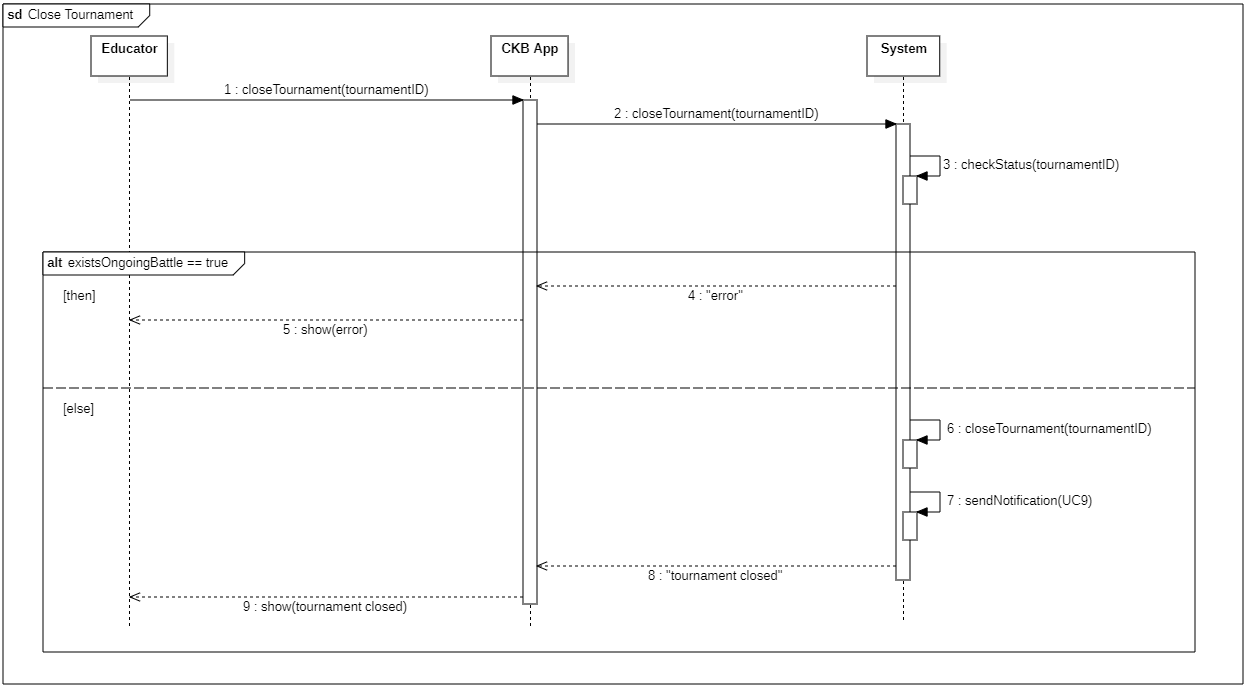 sd Close Tournament
Educator
CKB App
System
1 : closeTournament(tournamentID)
2 : closeTournament(tournamentID)
3 : checkStatus(tournamentID)
alt existsOngoingBattle == true
[then]
4 : "error"
5 : show(error)
[else]
6 : closeTournament(tournamentID)
7 : sendNotification(UC9)
8 : "tournament closed"
9 : show(tournament closed)